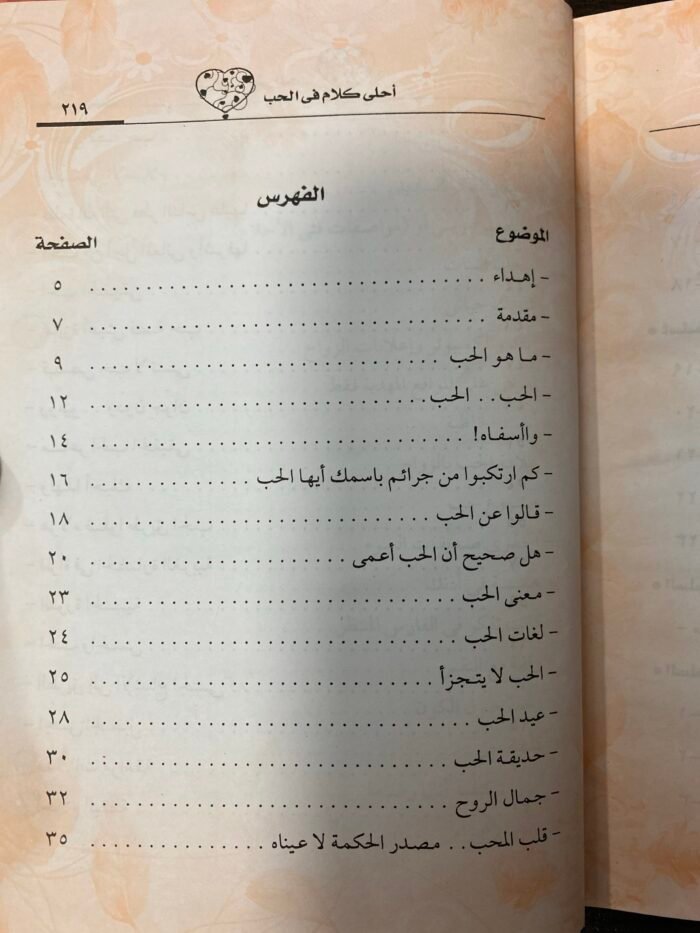 أحلى كلام فى الحب
٢١٩
الفهرس
الموضوع الصفحة
- إهداء ٥
- مقدمة ٧
- ما هو الحب ٩
- الحب.. الحب ١٢
- واأسفاه! ١٤
- كم ارتكبوا من جرائم باسمك أيها الحب ١٦
- قالوا عن الحب ١٨
- هل صحيح أن الحب أعمى ٢٠
- معنى الحب ٢٣
- لغات الحب ٢٤
- الحب لا يتجزأ ٢٥
- عيد الحب ٢٨
- حديقة الحب ٣٠
- جمال الروح ٣٢
- قلب المحب.. مصدر الحكمة لا عيناه ٣٥